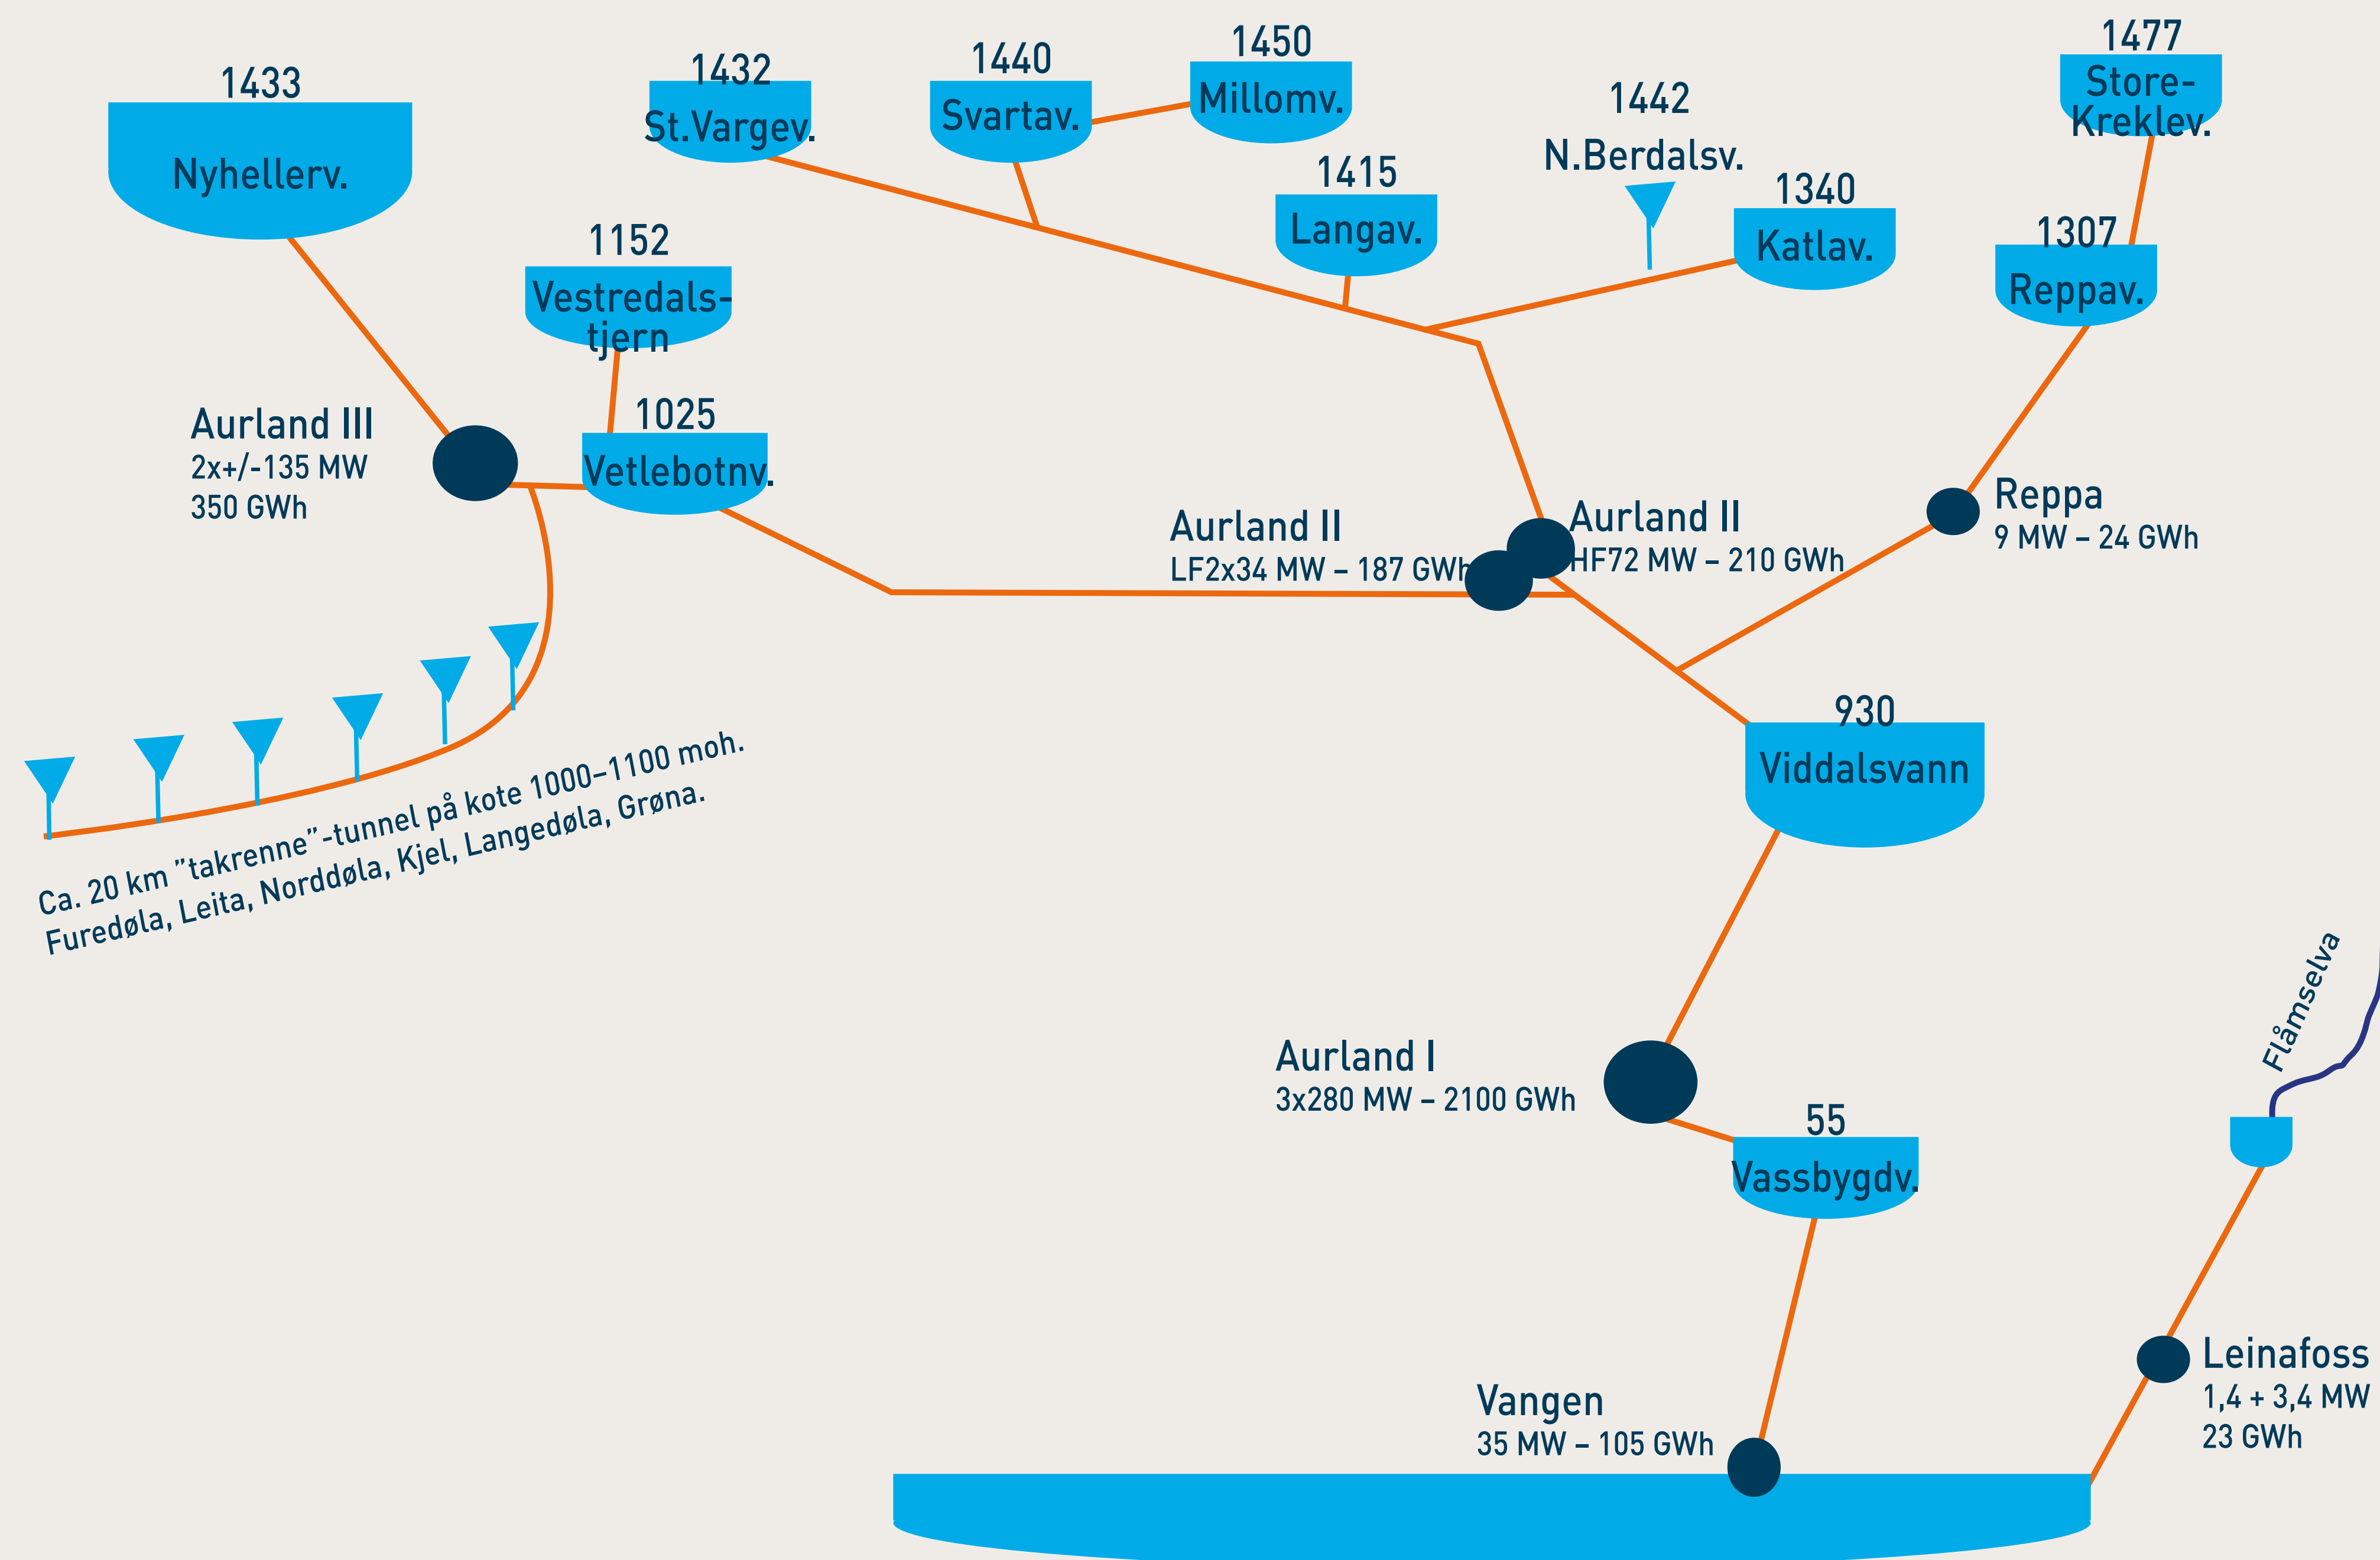 1433
Nyhellerv.
1432
St.Vargev.
1440
Svartav.
1450
Millomv.
1415
Langav.
1442
N.Berdalsv.
1340
Katlav.
1477
Store-
Kreklev.
1307
Reppav.
1152
Vestredals-
tjern
1025
Vetlebotnv.
Aurland III
2x+/-135 MW
350 GWh
Aurland II
LF2x34 MW – 187 GWh
Aurland II
HF72 MW – 210 GWh
Reppa
9 MW – 24 GWh
Ca. 20 km ”takrenne”-tunnel på kote 1000–1100 moh.
Furedøla, Leita, Norddøla, Kjel, Langedøla, Grøna.
930
Viddalsvann
Aurland I
3x280 MW – 2100 GWh
55
Vassbygdv.
Flåmselva
Vangen
35 MW – 105 GWh
Leinafoss
1,4 + 3,4 MW
23 GWh